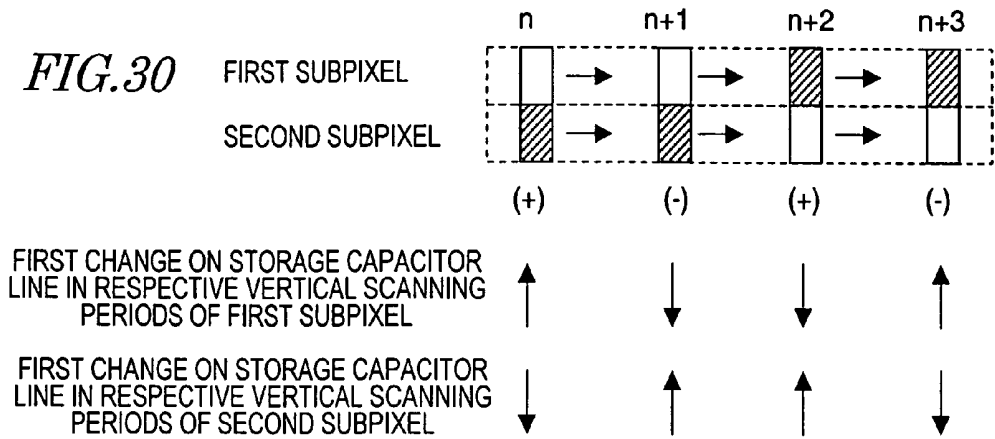 n n+1 n+2 n+3
FIG.30 FIRST SUBPIXEL
SECOND SUBPIXEL
(+) (-) (+) (-)
FIRST CHANGE ON STORAGE CAPACITOR
LINE IN RESPECTIVE VERTICAL SCANNING
PERIODS OF FIRST SUBPIXEL
FIRST CHANGE ON STORAGE CAPACITOR
LINE IN RESPECTIVE VERTICAL SCANNING
PERIODS OF SECOND SUBPIXEL